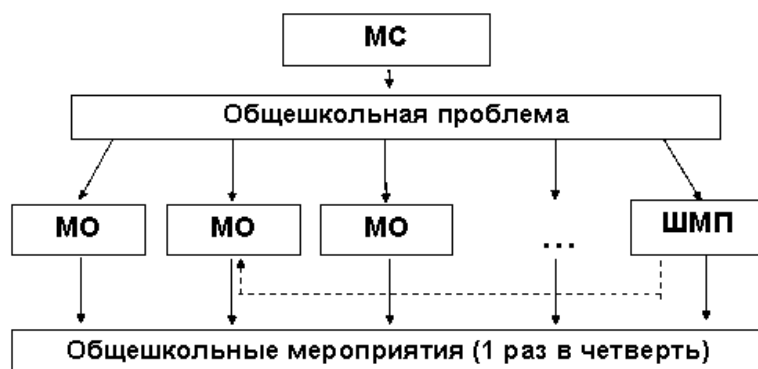 МС
Общешкольная проблема
МО МО МО ... ШМП
Общешкольные мероприятия (1 раз в четверть)